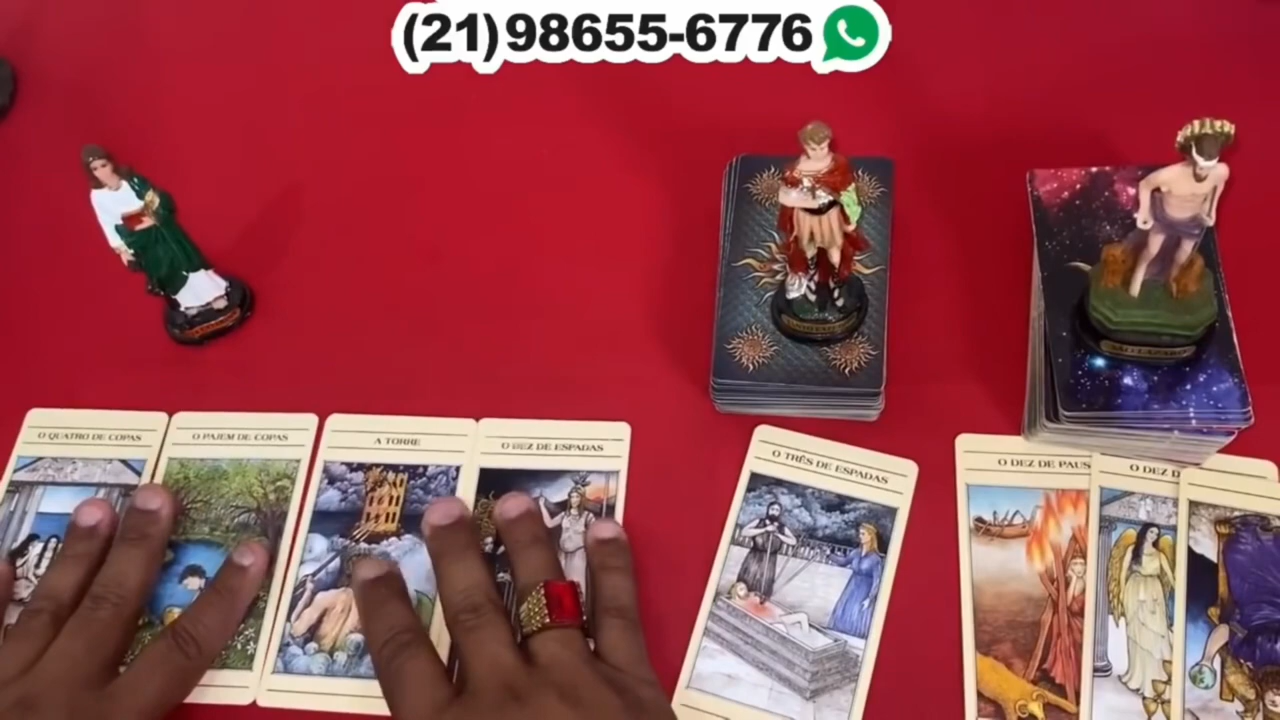 (21)98655-6776
O QUATRO DE COPAS
O PAJEM DE COPAS
A TORRE
O DEZ DE ESPADAS
O TRÊS DE ESPADAS
O DEZ DE PAUS
O DEZ D